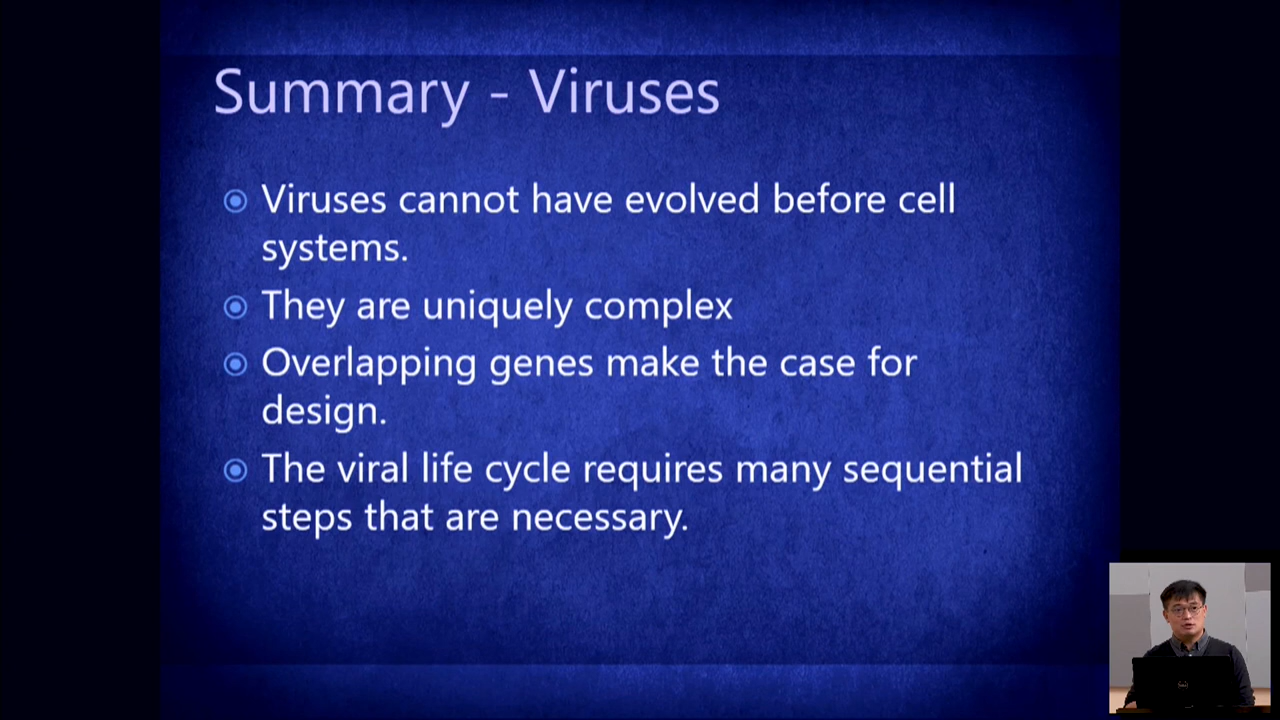 Summary - Viruses
Viruses cannot have evolved before cell
systems.
They are uniquely complex
Overlapping genes make the case for
design.
The viral life cycle requires many sequential
steps that are necessary.